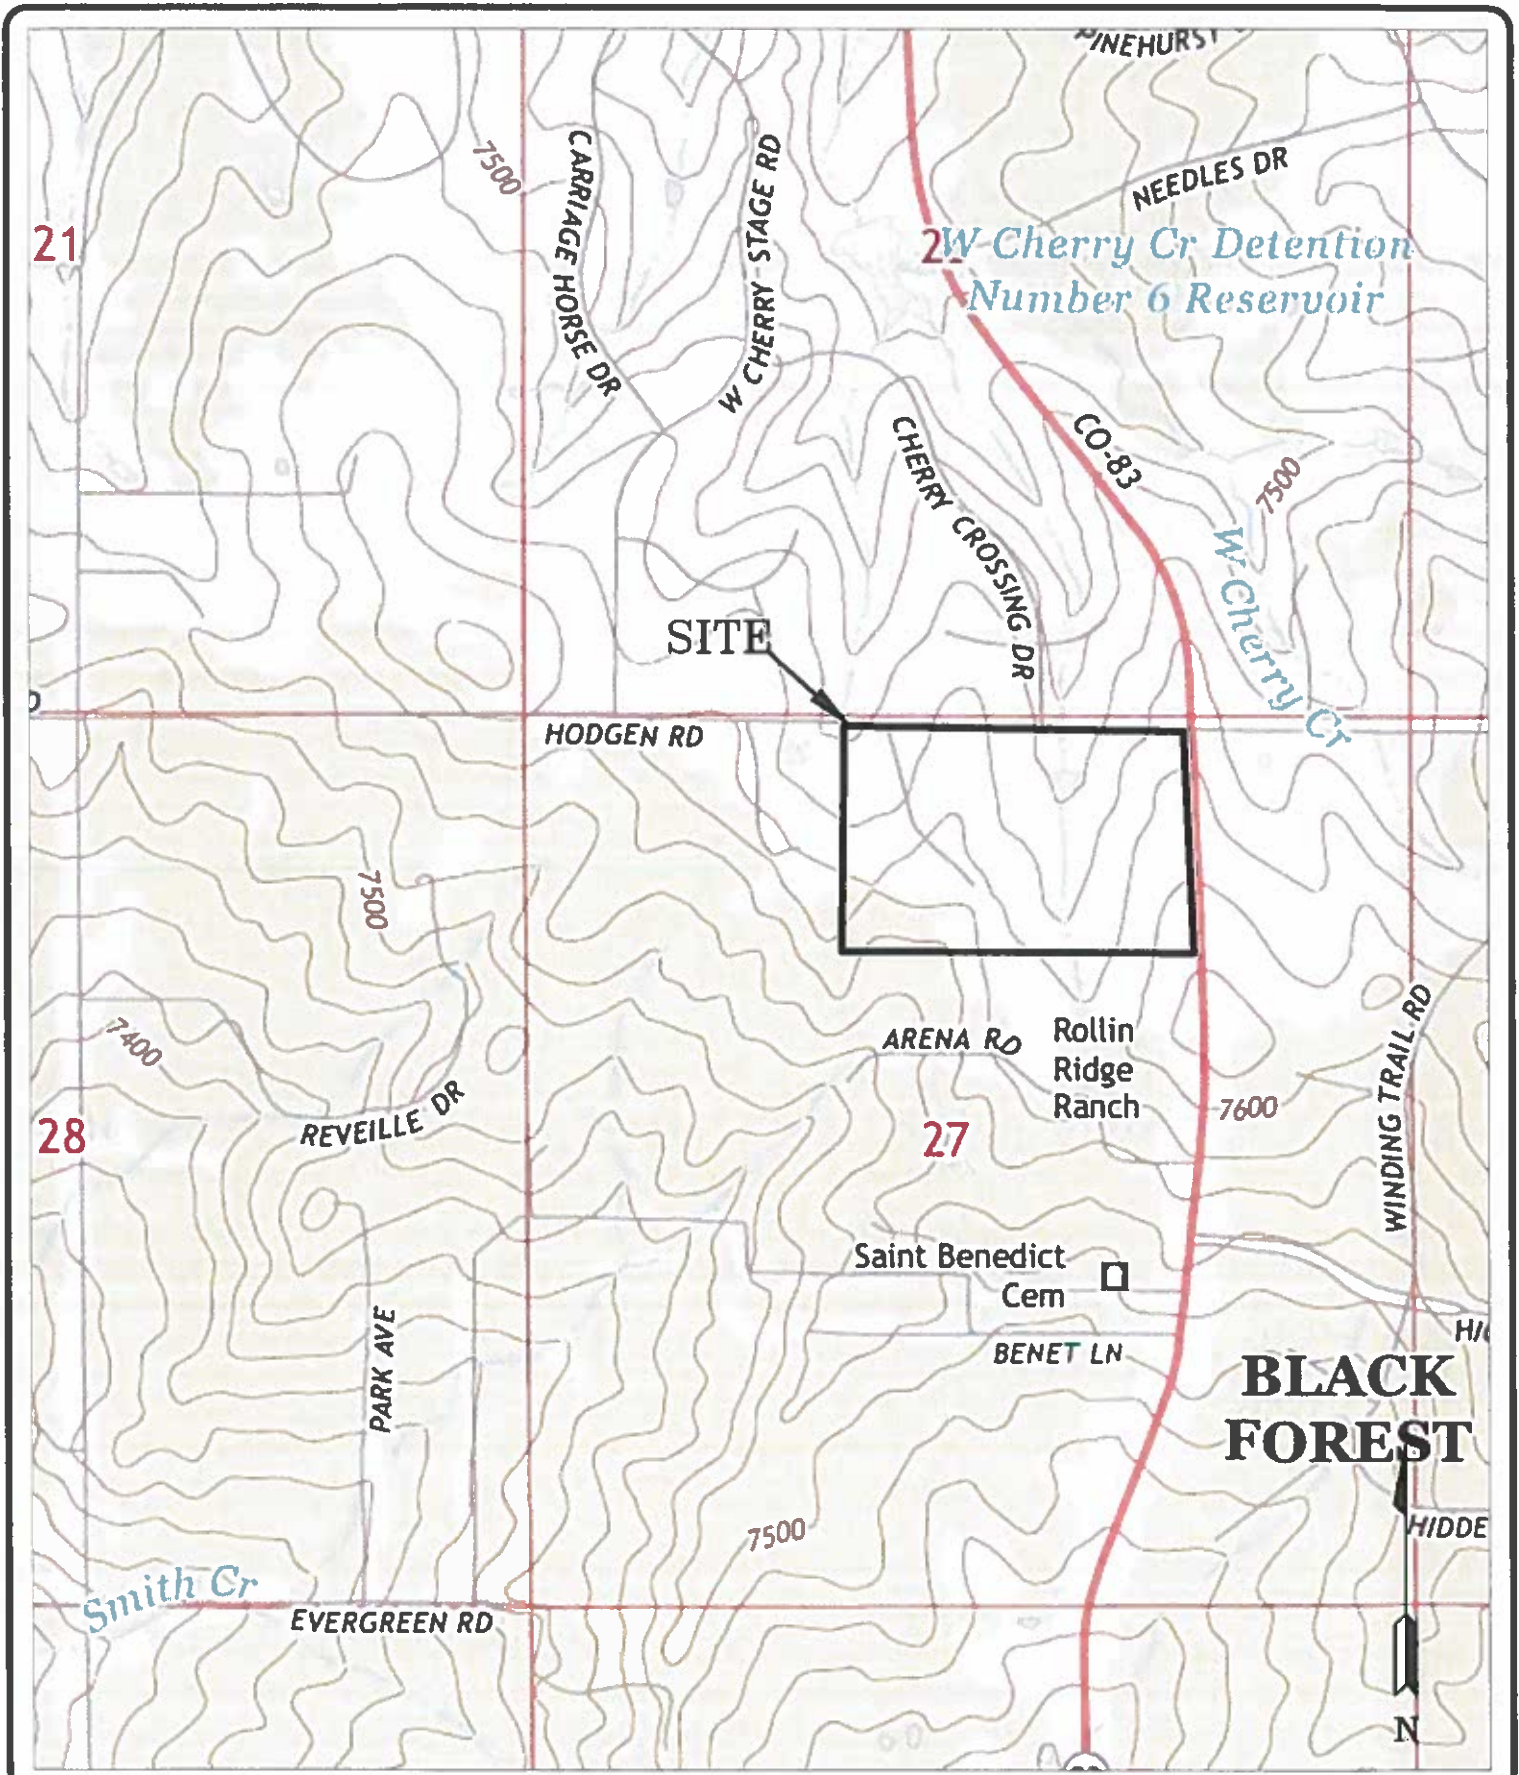 PINEHURST
7500
CARRIAGE HORSE DR
W CHERRY STAGE RD
NEEDLES DR
21
W Cherry Cr Detention
Number 6 Reservoir
CO-83
CHERRY CROSSING DR
7500
W Cherry Cr
SITE
HODGEN RD
7500
7400
REVEILLE DR
ARENA RD
Rollin
Ridge
Ranch
WINDING TRAIL RD
7600
28
27
Saint Benedict
Cem
BENET LN
PARK AVE
BLACK
FOREST
HIDDE
7500
Smith Cr
EVERGREEN RD
N